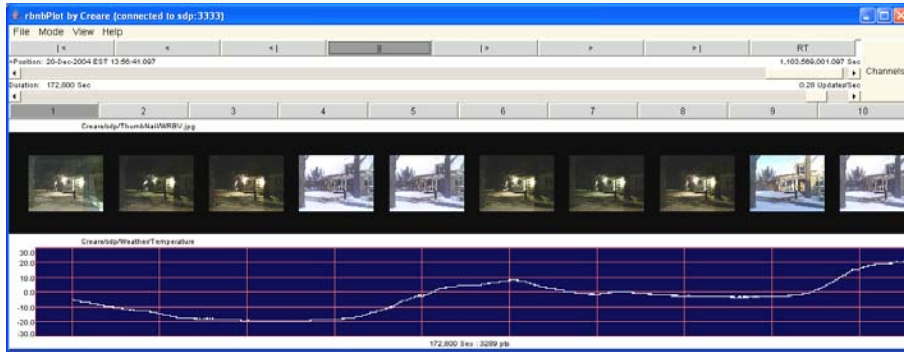 rbnbPlot by Creare (connected to sdp:3333)
File Mode View Help
|< < <| || |> > >| RT
Position: 20-Dec-2004 EST 13:56:41.097 1,103,569,001.097 Sec
Channels
Duration: 172,800 Sec 0.28 Updates/Sec
1 2 3 4 5 6 7 8 9 10
Creare/sdp/ThumbNail/WRBV.jpg
Creare/sdp/Weather/Temperature
30.0
20.0
10.0
0.0
-10.0
-20.0
-30.0
172,800 Sec : 3289 pts